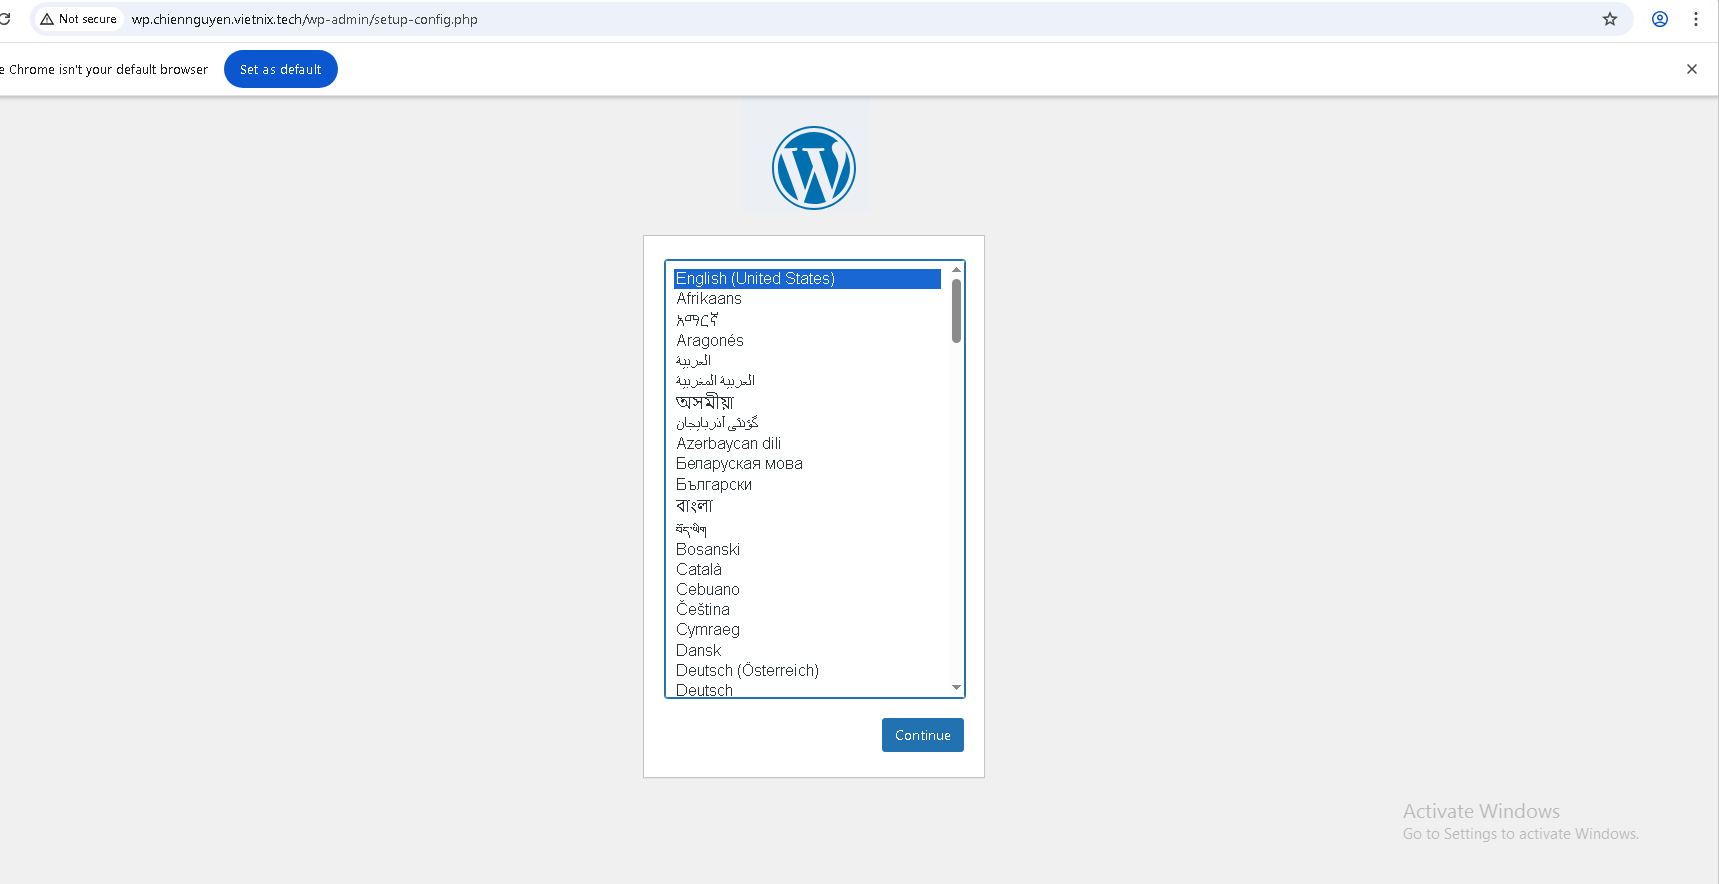 Not secure wp.chiennguyen.vietnix.tech/wp-admin/setup-config.php
e Chrome isn't your default browser Set as default
English (United States)
Afrikaans
አማርኛ
Aragonés
العربية
العربية المغربية
অসমীয়া
گؤنئی آذربایجان
Azərbaycan dili
Беларуская мова
Български
বাংলা
བོད་ཡིག
Bosanski
Català
Cebuano
Čeština
Cymraeg
Dansk
Deutsch (Österreich)
Deutsch
Continue
Activate Windows
Go to Settings to activate Windows.